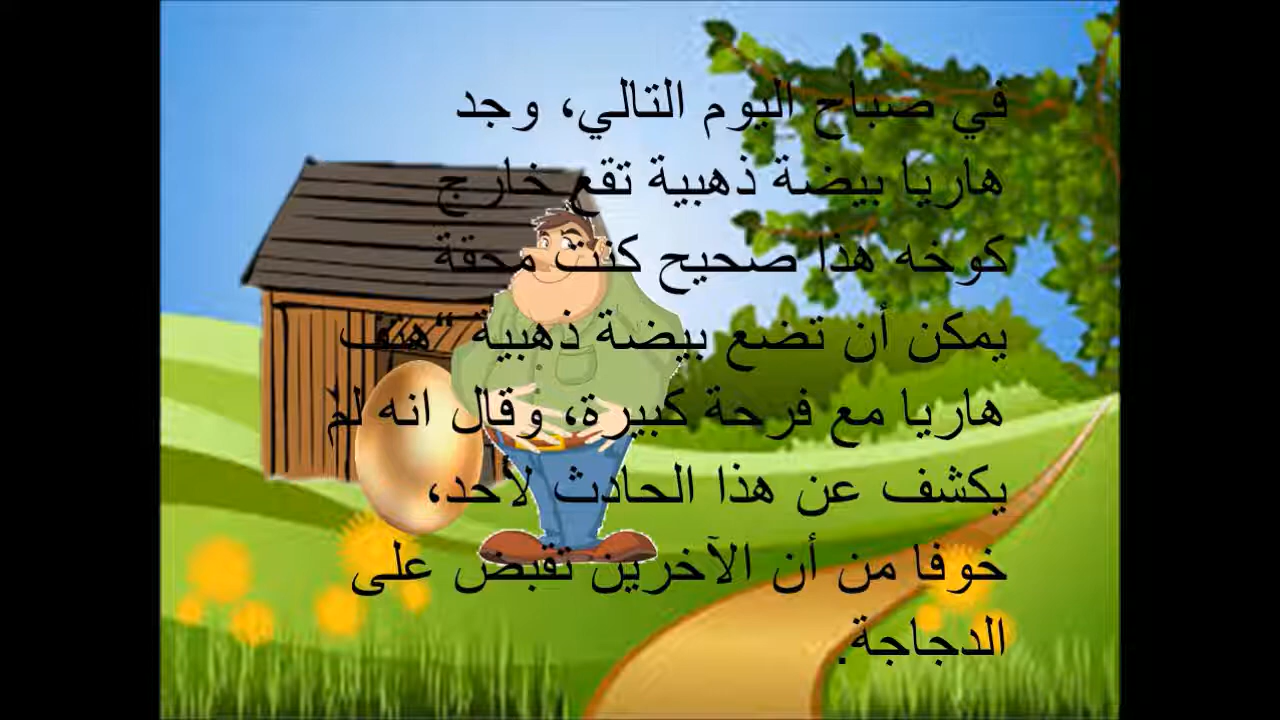 في صباح اليوم التالي، وجد
هاريا بيضة ذهبية تقع خارج
كوخه هذا صحيح كنت محقة
يمكن أن تضع بيضة ذهبية “هتف
هاريا مع فرحة كبيرة، وقال انه لم
يكشف عن هذا الحادث لأحد،
خوفا من أن الآخرين تقبض على
الدجاجة.